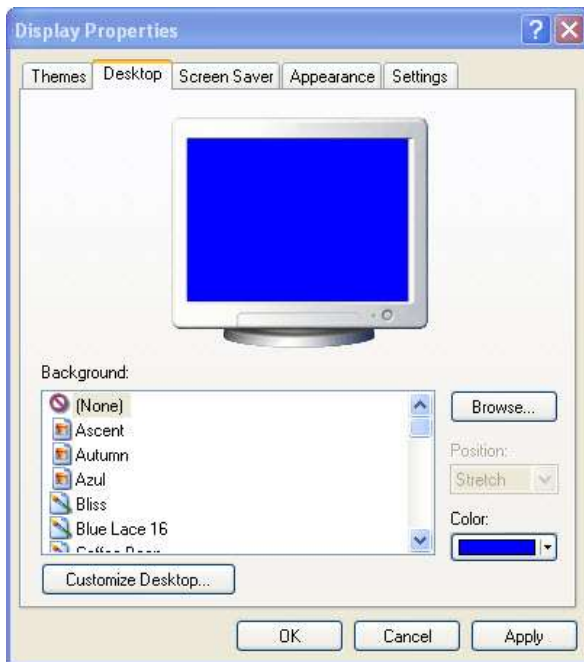 Display Properties
?
Themes Desktop Screen Saver Appearance Settings
Background:
(None)
Ascent
Autumn
Azul
Bliss
Blue Lace 16
Browse...
Position:
Stretch
Color:
Customize Desktop...
OK Cancel Apply